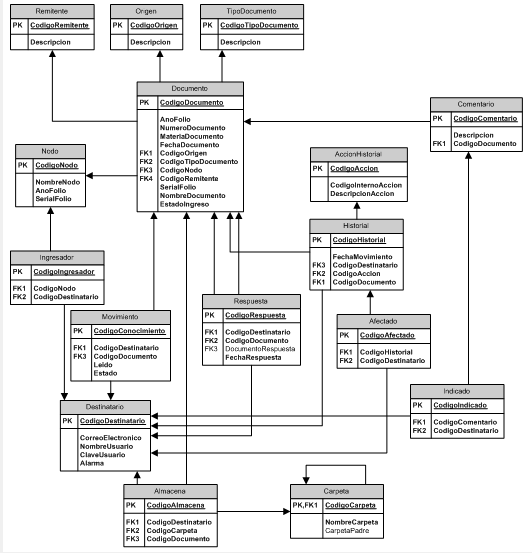 Remitente
PK CodigoRemitente
Descripcion
Origen
PK CodigoOrigen
Descripcion
TipoDocumento
PK CodigoTipoDocumento
Descripcion
Documento
PK CodigoDocumento
AnoFolio
NumeroDocumento
MateriaDocumento
FechaDocumento
FK1 CodigoOrigen
FK2 CodigoTipoDocumento
FK3 CodigoNodo
FK4 CodigoRemitente
SerialFolio
NombreDocumento
EstadoIngreso
Comentario
PK CodigoComentario
Descripcion
FK1 CodigoDocumento
Nodo
PK CodigoNodo
NombreNodo
AnoFolio
SerialFolio
AccionHistorial
PK CodigoAccion
CodigoInternoAccion
DescripcionAccion
Historial
PK CodigoHistorial
FechaMovimiento
FK3 CodigoDestinatario
FK2 CodigoAccion
FK1 CodigoDocumento
Ingresador
PK CodigoIngresador
FK1 CodigoNodo
FK2 CodigoDestinatario
Movimiento
PK CodigoConocimiento
FK1 CodigoDestinatario
FK3 CodigoDocumento
Leido
Estado
Respuesta
PK CodigoRespuesta
FK1 CodigoDestinatario
FK2 CodigoDocumento
FK3 DocumentoRespuesta
FechaRespuesta
Afectado
PK CodigoAfectado
FK1 CodigoHistorial
FK2 CodigoDestinatario
Indicado
PK CodigoIndicado
FK1 CodigoComentario
FK2 CodigoDestinatario
Destinatario
PK CodigoDestinatario
CorreoElectronico
NombreUsuario
ClaveUsuario
Alarma
Almacena
PK CodigoAlmacena
FK1 CodigoDestinatario
FK2 CodigoCarpeta
FK3 CodigoDocumento
Carpeta
PK,FK1 CodigoCarpeta
NombreCarpeta
CarpetaPadre